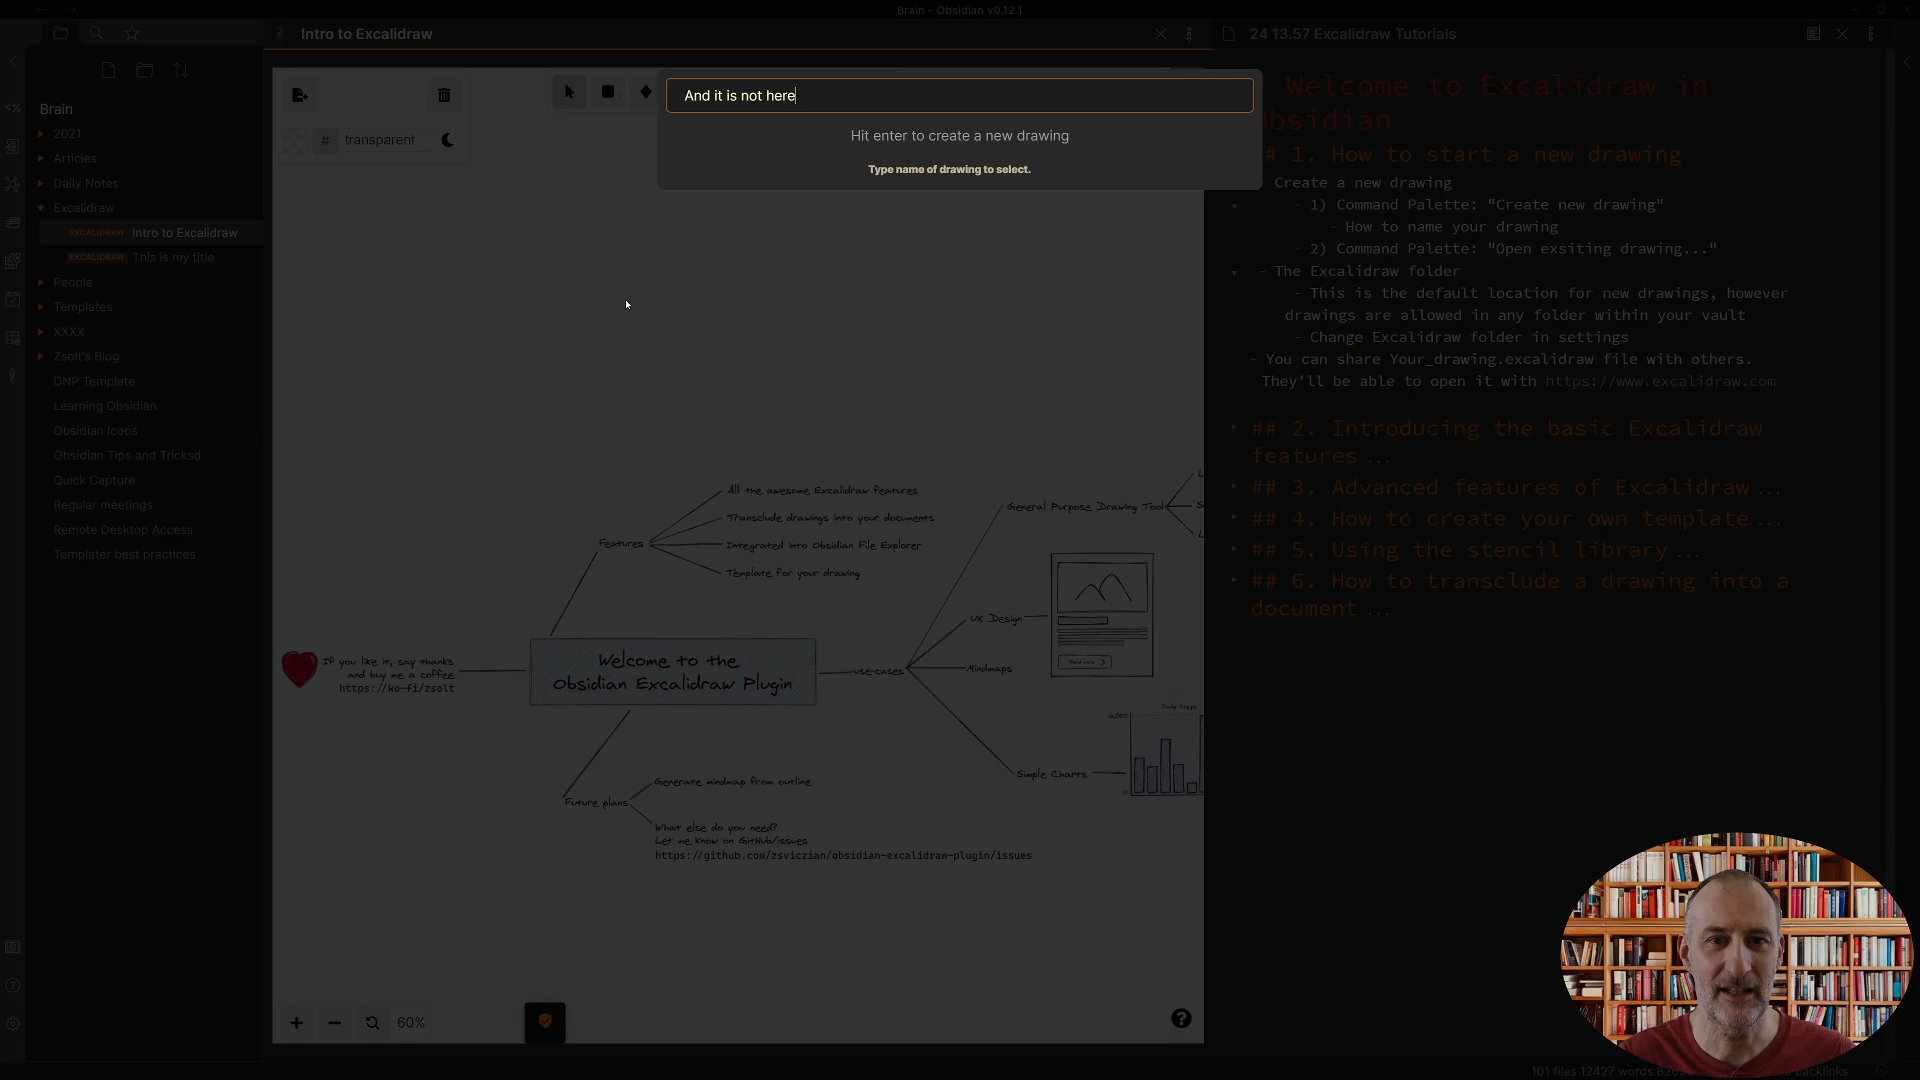 Brain - Obsidian v0.12.1
Intro to Excalidraw
24 13.57 Excalidraw Tutorials
And it is not here
Hit enter to create a new drawing
Type name of drawing to select.
# transparent
Brain
2021
Articles
Daily Notes
Excalidraw
EXCALIDRAW Intro to Excalidraw
EXCALIDRAW This is my title
People
Templates
XXXX
Zsolt's Blog
DNP Template
Learning Obsidian
Obsidian Icons
Obsidian Tips and Tricksd
Quick Capture
Regular meetings
Remote Desktop Access
Templater best practices
All the awesome Excalidraw features
Transclude drawings into your documents
Features
Integrated into Obsidian File Explorer
Template for your drawing
General Purpose Drawing Tool
UX Design
Read more
Mindmaps
If you like it, say thanks
and buy me a coffee
https://ko-fi/zsolt
Welcome to the
Obsidian Excalidraw Plugin
use-cases
Daily Steps
Simple Charts
0
Generate mindmap from outline
Future plans
What else do you need?
Let me know on GitHub/issues
https://github.com/zsviczian/obsidian-excalidraw-plugin/issues
60%
Welcome to Excalidraw in
Obsidian
# 1. How to start a new drawing
- Create a new drawing
- 1) Command Palette: "Create new drawing"
- How to name your drawing
- 2) Command Palette: "Open exsiting drawing..."
- The Excalidraw folder
- This is the default location for new drawings, however
drawings are allowed in any folder within your vault
- Change Excalidraw folder in settings
- You can share Your_drawing.excalidraw file with others.
They'll be able to open it with https://www.excalidraw.com
## 2. Introducing the basic Excalidraw
features ...
## 3. Advanced features of Excalidraw ...
## 4. How to create your own template ...
## 5. Using the stencil library ...
## 6. How to transclude a drawing into a
document ...
101 files 12427 words
backlinks